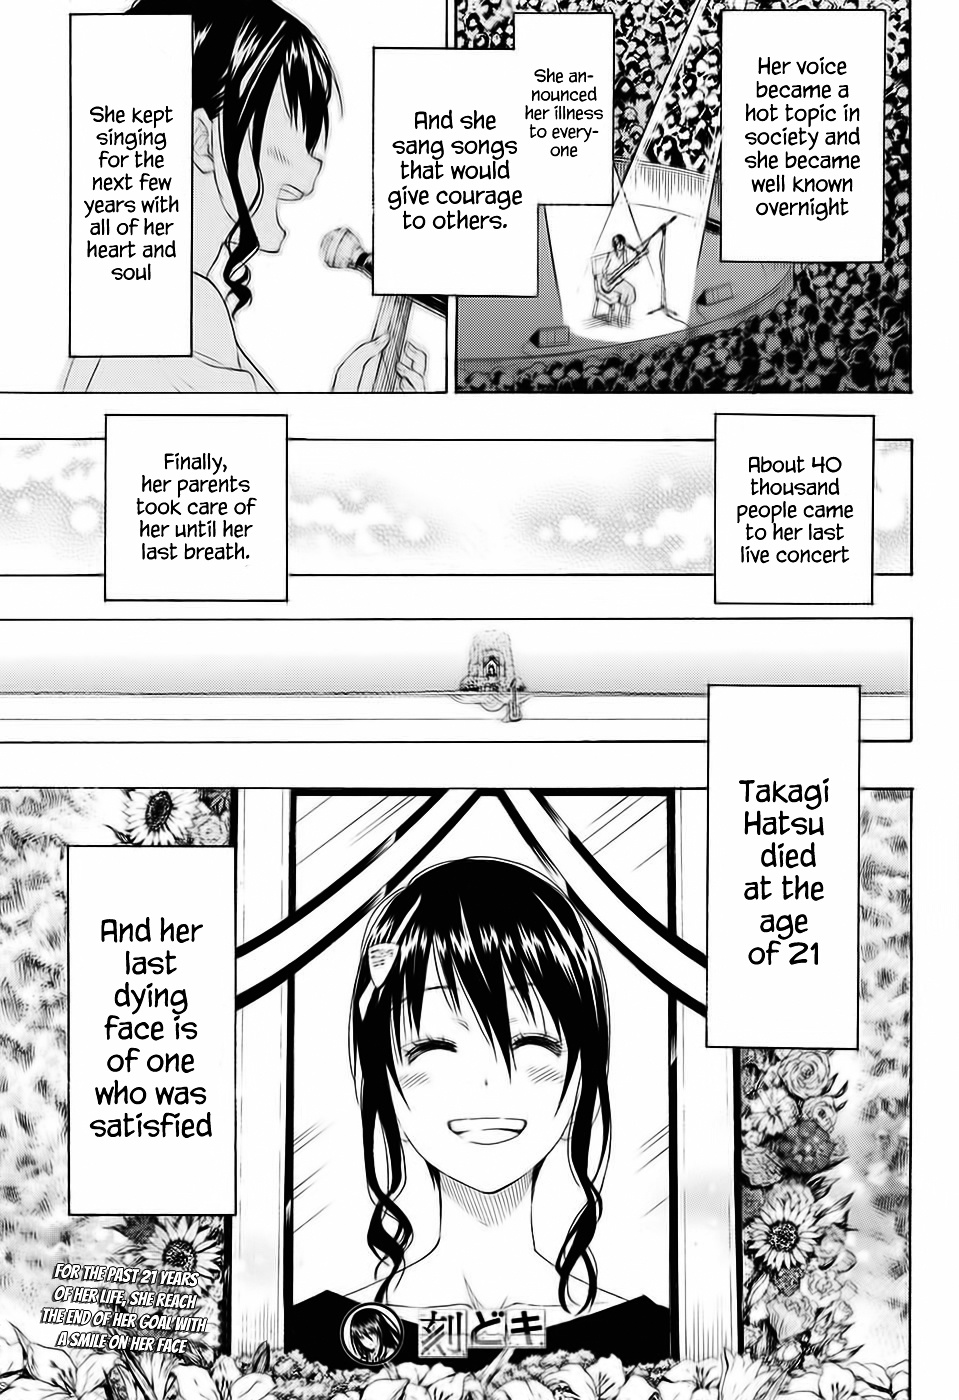 Her voice
became a
hot topic in
society and
she became
well known
overnight
She an-
nounced
her illness
to every-
one
And she
sang songs
that would
give courage
to others.
She kept
singing
for the
next few
years with
all of her
heart and
soul
About 40
thousand
people came
to her last
live concert
Finally,
her parents
took care of
her until her
last breath.
Takagi
Hatsu
died
at the
age
of 21
And her
last
dying
face is
of one
who was
satisfied
FOR THE PAST 21 YEARS
OF HER LIFE, SHE REACH
THE END OF HER GOAL WITH
A SMILE ON HER FACE
刻どキ